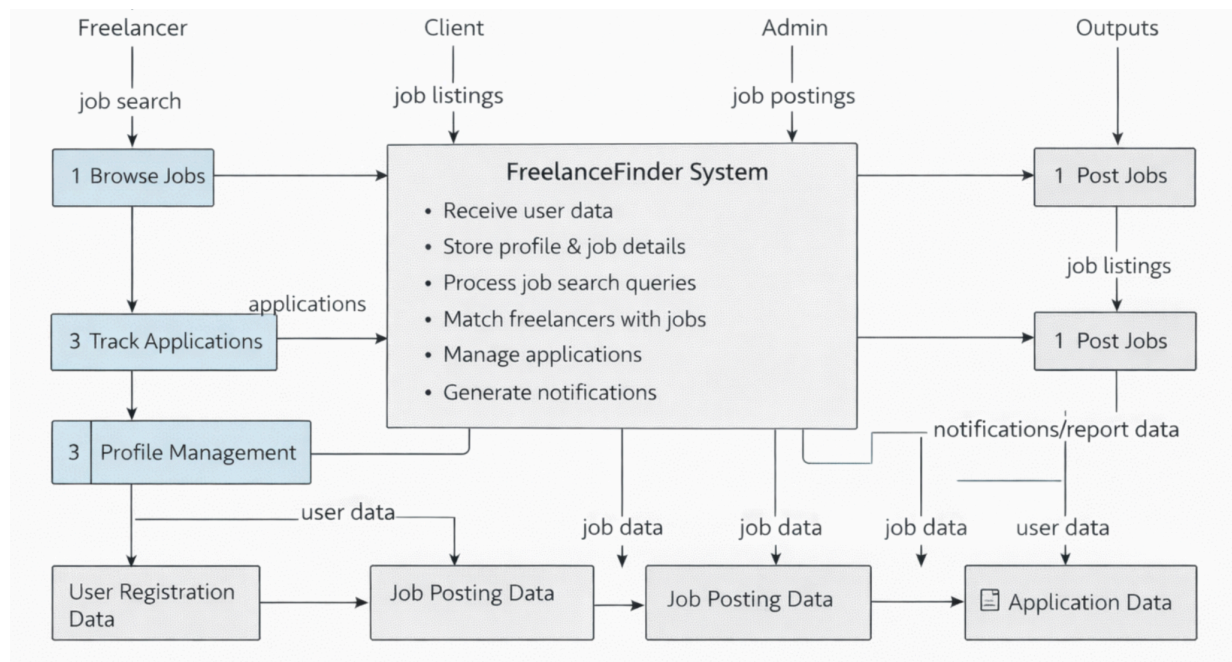 Freelancer
Client
Admin
Outputs
job search
job listings
job postings
1 Browse Jobs
FreelanceFinder System
• Receive user data
• Store profile & job details
• Process job search queries
• Match freelancers with jobs
• Manage applications
• Generate notifications
1 Post Jobs
job listings
applications
3 Track Applications
1 Post Jobs
3 Profile Management
notifications/report data
user data
job data
job data
job data
user data
User Registration
Data
Job Posting Data
Job Posting Data
Application Data